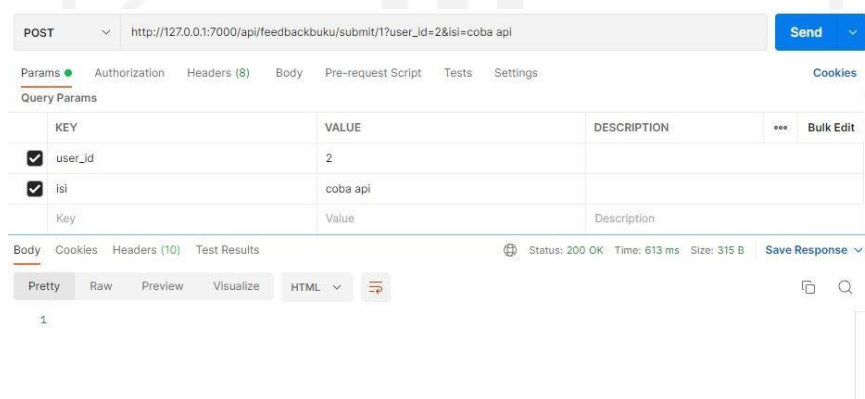 POST http://127.0.0.1:7000/api/feedbackbuku/submit/1?user_id=2&isi=coba api Send
Params Authorization Headers (8) Body Pre-request Script Tests Settings Cookies
Query Params
KEY VALUE DESCRIPTION ooo Bulk Edit
user_id 2
isi coba api
Key Value Description
Body Cookies Headers (10) Test Results Status: 200 OK Time: 613 ms Size: 315 B Save Response
Pretty Raw Preview Visualize HTML
1